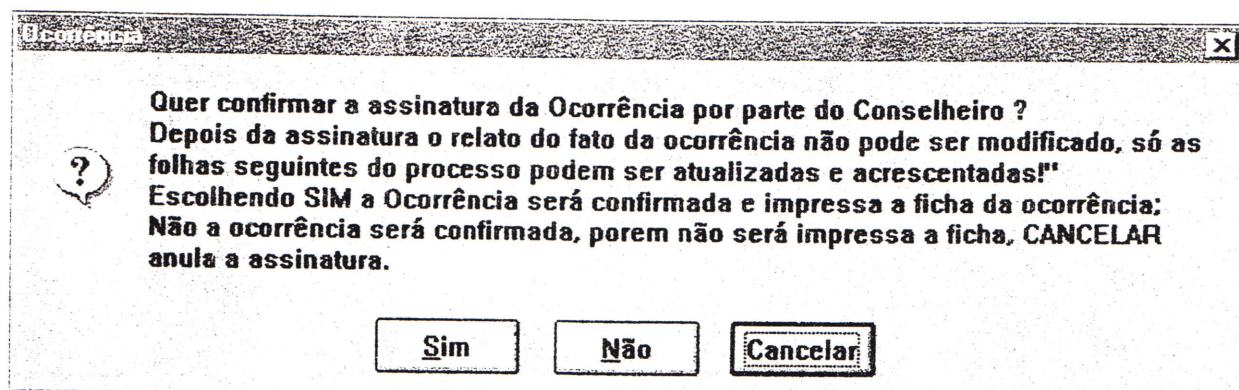 Ocorrência
Quer confirmar a assinatura da Ocorrência por parte do Conselheiro ?
Depois da assinatura o relato do fato da ocorrência não pode ser modificado, só as
folhas seguintes do processo podem ser atualizadas e acrescentadas!"
Escolhendo SIM a Ocorrência será confirmada e impressa a ficha da ocorrência;
Não a ocorrência será confirmada, porem não será impressa a ficha, CANCELAR
anula a assinatura.
Sim Não Cancelar